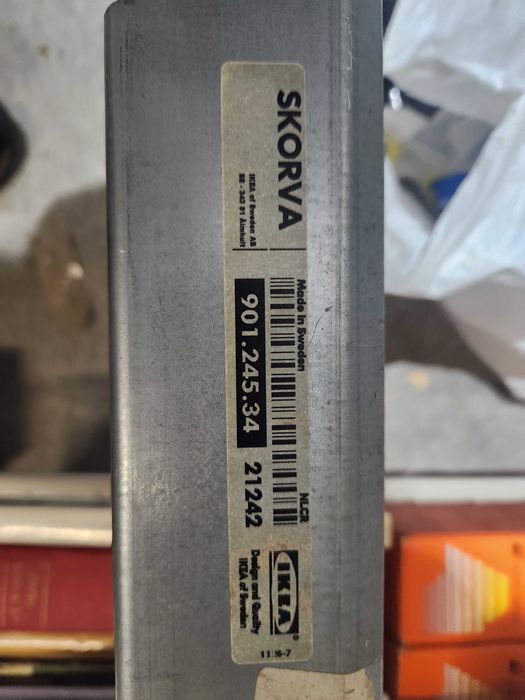 SKORVA
IKEA of Sweden AB
SE - 343 81 Älmhult
Made in Sweden
NLCR
901.245.34
21242
IKEA
Design and Quality
IKEA of Sweden